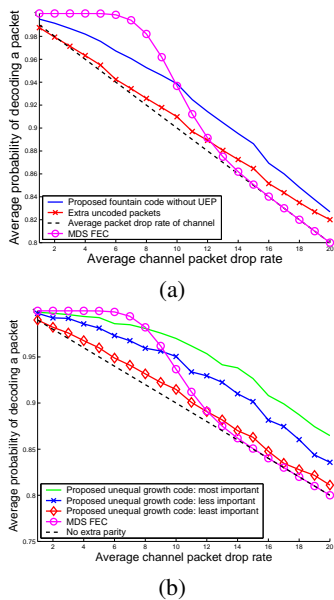 1
0.98
0.96
0.94
0.92
0.9
0.88
0.86
0.84
0.82
0.8
Average probability of decoding a packet
Proposed fountain code without UEP
Extra uncoded packets
Average packet drop rate of channel
MDS FEC
2 4 6 8 10 12 14 16 18 20
Average channel packet drop rate
(a)
0.95
0.9
0.85
0.8
0.75
Average probability of decoding a packet
Proposed unequal growth code: most important
Proposed unequal growth code: less important
Proposed unequal growth code: least important
MDS FEC
No extra parity
2 4 6 8 10 12 14 16 18 20
Average channel packet drop rate
(b)